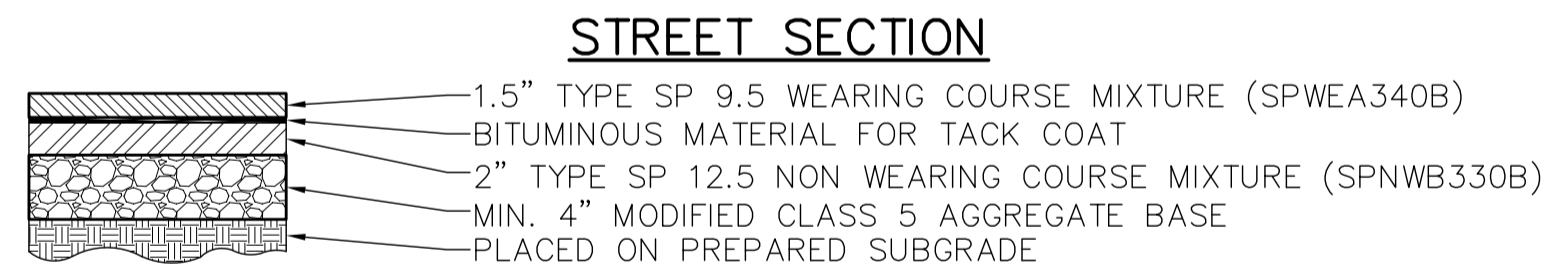 STREET SECTION
1.5” TYPE SP 9.5 WEARING COURSE MIXTURE (SPWEA340B)
BITUMINOUS MATERIAL FOR TACK COAT
2” TYPE SP 12.5 NON WEARING COURSE MIXTURE (SPNWB330B)
MIN. 4” MODIFIED CLASS 5 AGGREGATE BASE
PLACED ON PREPARED SUBGRADE